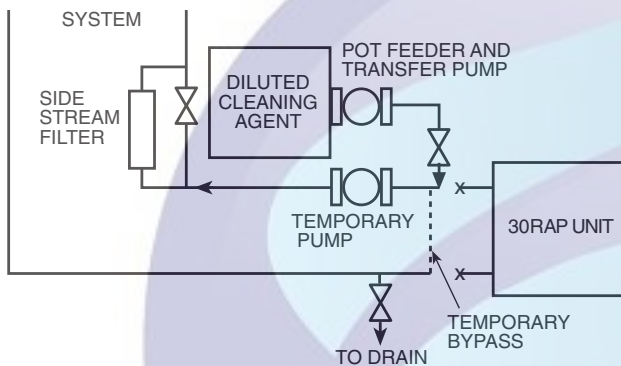 SYSTEM
POT FEEDER AND
TRANSFER PUMP
DILUTED
CLEANING
AGENT
SIDE
STREAM
FILTER
x
30RAP UNIT
TEMPORARY
PUMP
x
TEMPORARY
BYPASS
TO DRAIN